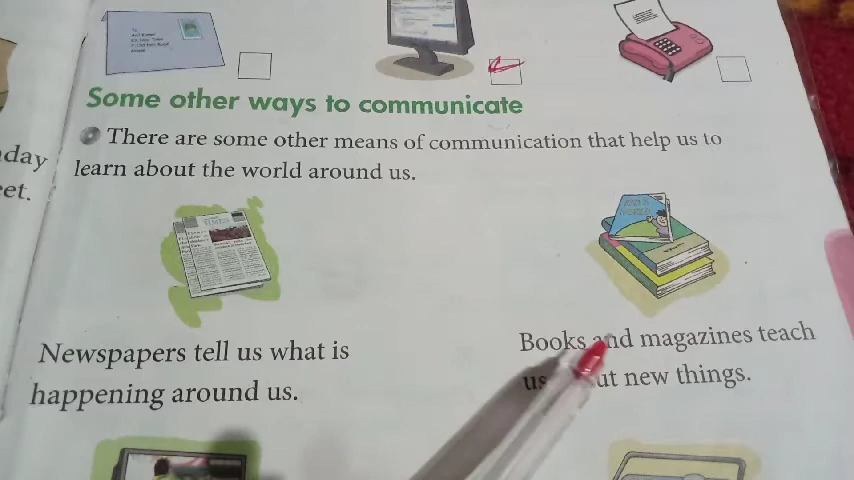 Some other ways to communicate
There are some other means of communication that help us to
day
learn about the world around us.
et.
TIMES
Newspapers tell us what is
happening around us.
Books and magazines teach
us new things.